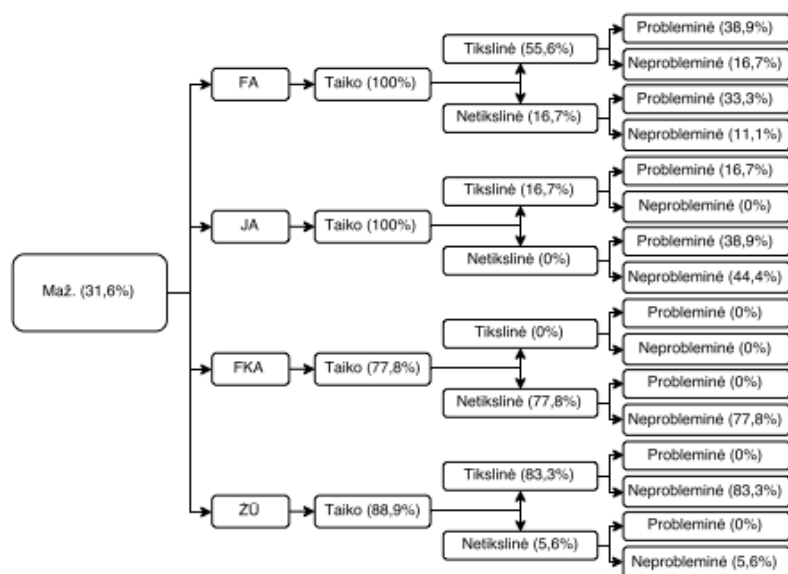 Maž. (31,6%)
FA
Taiko (100%)
Tikslinė (55,6%)
Probleminė (38,9%)
Neprobleminė (16,7%)
Netikslinė (16,7%)
Probleminė (33,3%)
Neprobleminė (11,1%)
JA
Taiko (100%)
Tikslinė (16,7%)
Probleminė (16,7%)
Neprobleminė (0%)
Netikslinė (0%)
Probleminė (38,9%)
Neprobleminė (44,4%)
FKA
Taiko (77,8%)
Tikslinė (0%)
Probleminė (0%)
Neprobleminė (0%)
Netikslinė (77,8%)
Probleminė (0%)
Neprobleminė (77,8%)
ŽŪ
Taiko (88,9%)
Tikslinė (83,3%)
Probleminė (0%)
Neprobleminė (83,3%)
Netikslinė (5,6%)
Probleminė (0%)
Neprobleminė (5,6%)